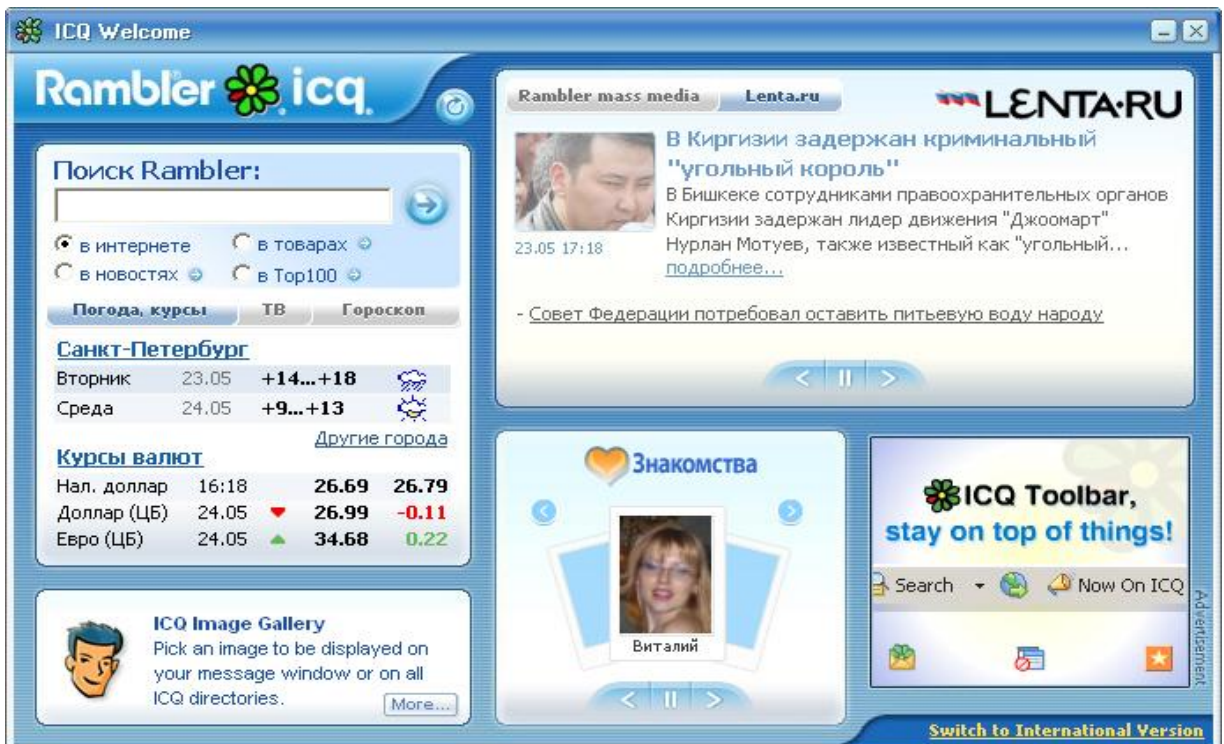 ICQ Welcome
Rambler icq
Поиск Rambler:
в интернете
в товарах
в новостях
в Top100
Погода, курсы
ТВ
Гороскоп
Санкт-Петербург
Вторник 23.05 +14...+18
Среда 24.05 +9...+13
Другие города
Курсы валют
Нал. доллар 16:18 26.69 26.79
Доллар (ЦБ) 24.05 26.99 -0.11
Евро (ЦБ) 24.05 34.68 0.22
ICQ Image Gallery
Pick an image to be displayed on
your message window or on all
ICQ directories.
More...
Rambler mass media
Lenta.ru
LENTA·RU
В Киргизии задержан криминальный
"угольный король"
В Бишкеке сотрудниками правоохранительных органов
Киргизии задержан лидер движения "Джоомарт"
Нурлан Мотуев, также известный как "угольный...
подробнее...
23.05 17:18
- Совет Федерации потребовал оставить питьевую воду народу
Знакомства
Виталий
ICQ Toolbar,
stay on top of things!
Search
Now On ICQ
Advertisement
Switch to International Version